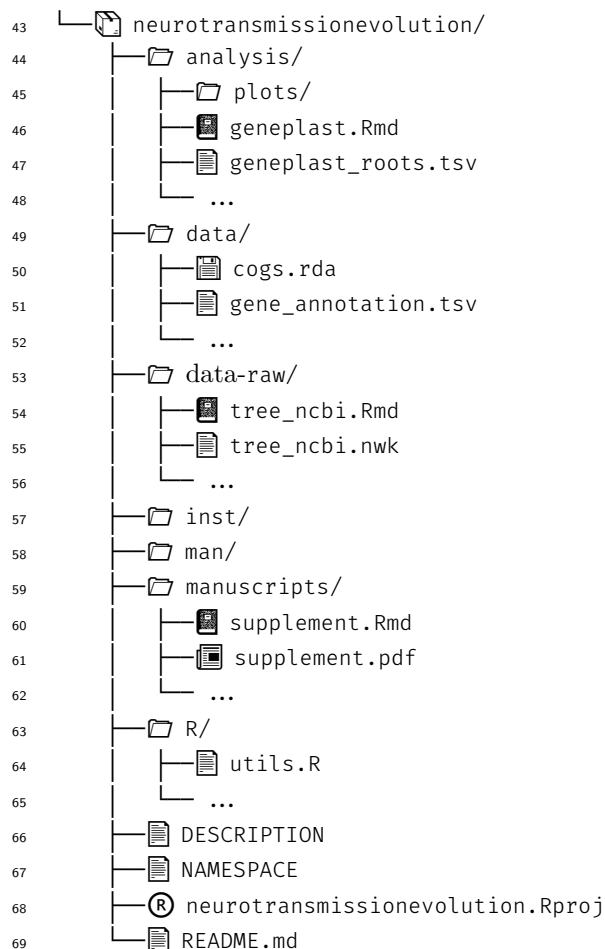 43 neurotransmissionevolution/
44 analysis/
45 plots/
46 geneplast.Rmd
47 geneplast_roots.tsv
48 ...
49 data/
50 cogs.rda
51 gene_annotation.tsv
52 ...
53 data-raw/
54 tree_ncbi.Rmd
55 tree_ncbi.nwk
56 ...
57 inst/
58 man/
59 manuscripts/
60 supplement.Rmd
61 supplement.pdf
62 ...
63 R/
64 utils.R
65 ...
66 DESCRIPTION
67 NAMESPACE
68 R neurotransmissionevolution.Rproj
69 README.md